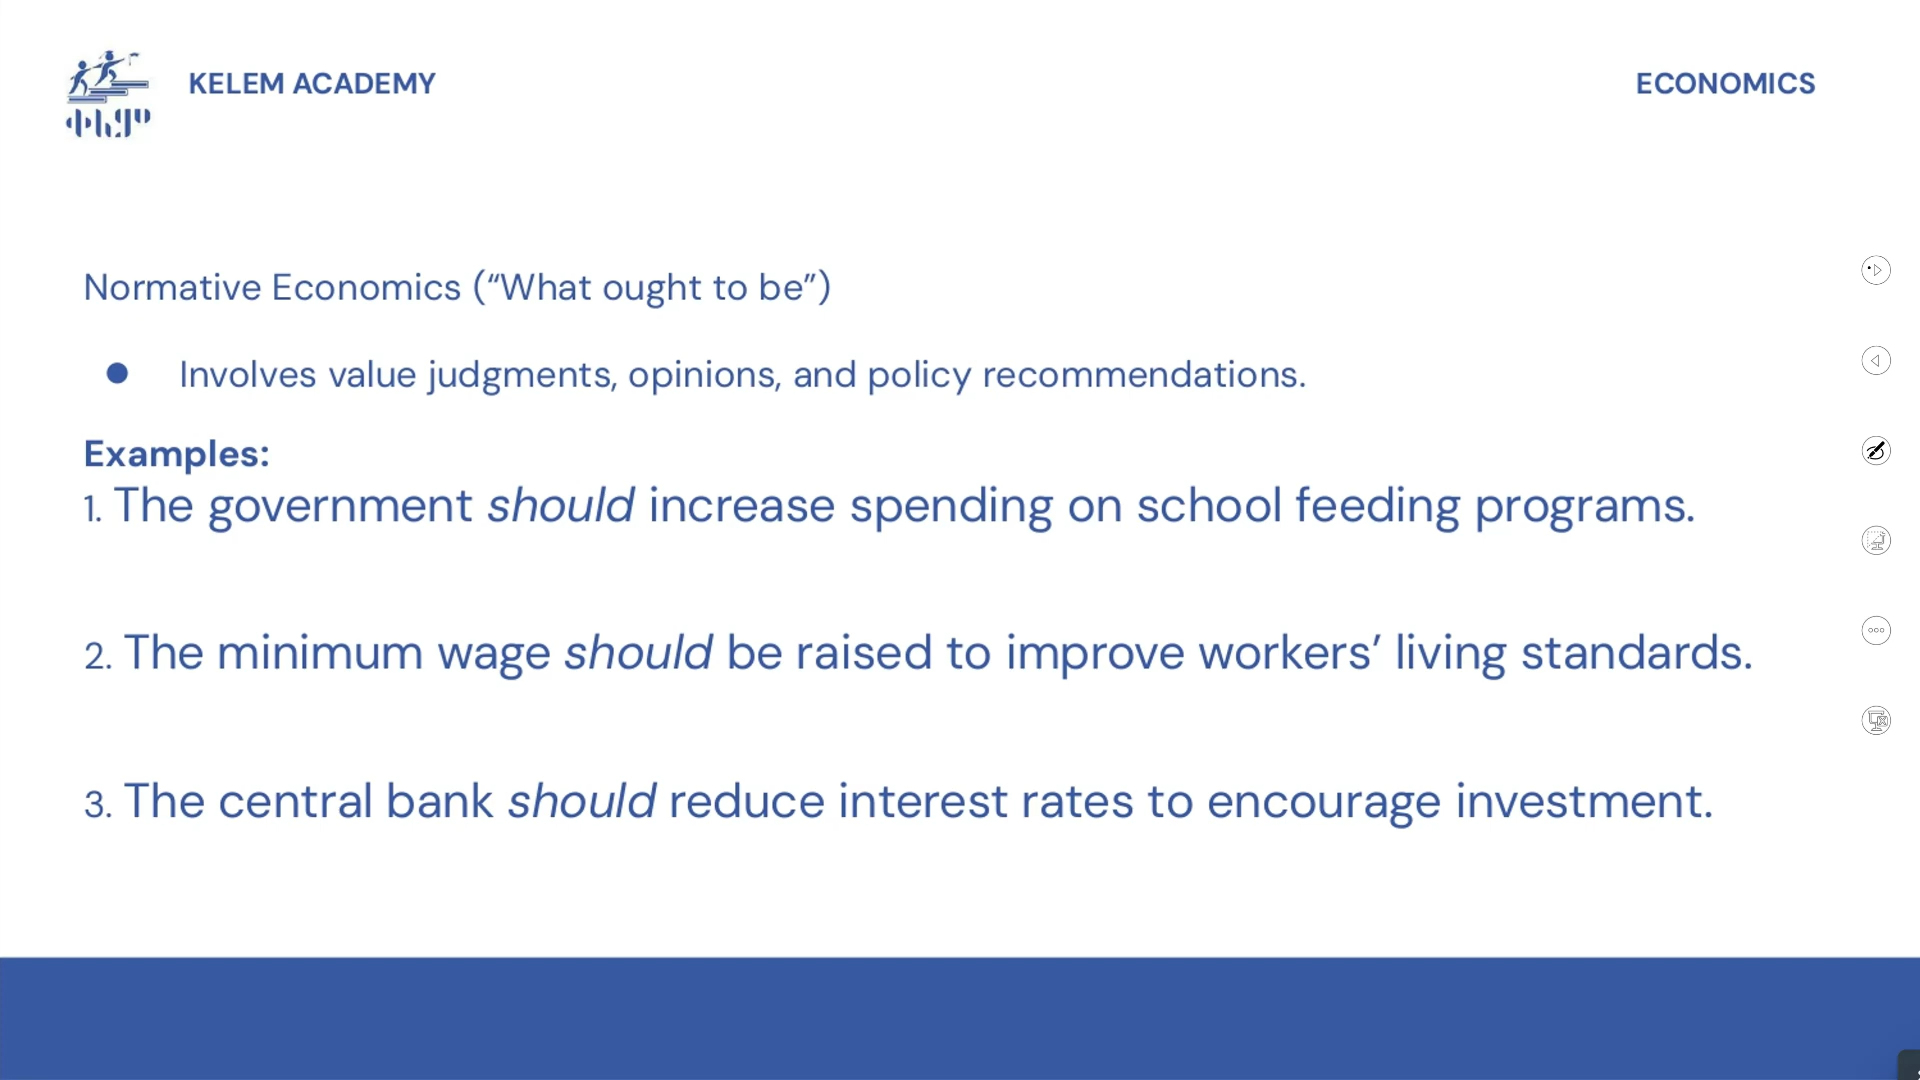 ቀለም
KELEM ACADEMY
ECONOMICS
Normative Economics (“What ought to be”)
● Involves value judgments, opinions, and policy recommendations.
Examples:
1. The government should increase spending on school feeding programs.
2. The minimum wage should be raised to improve workers’ living standards.
3. The central bank should reduce interest rates to encourage investment.